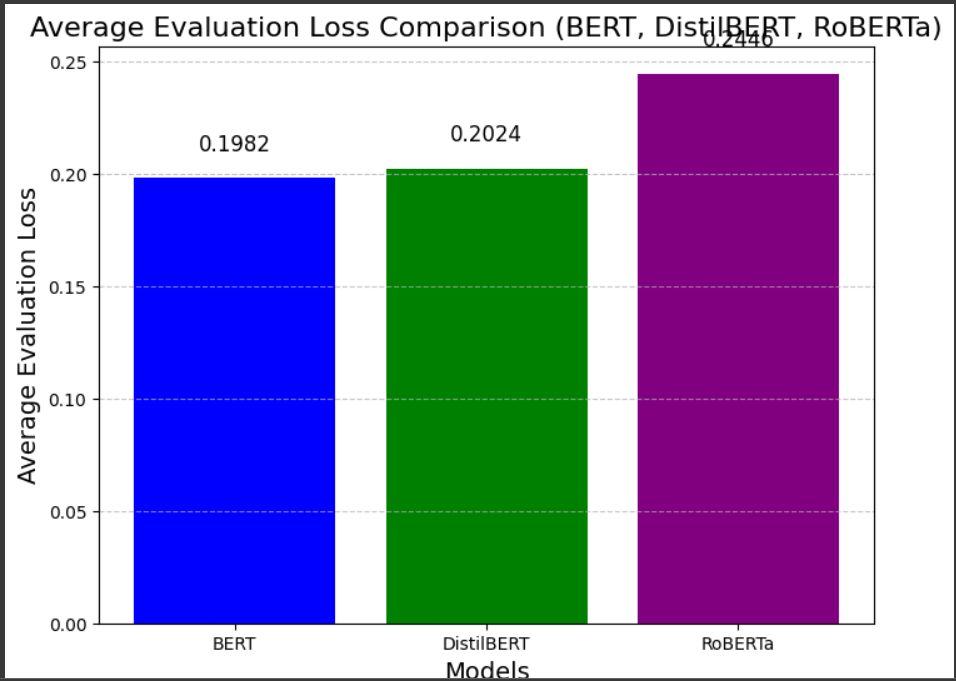 Average Evaluation Loss Comparison (BERT, DistilBERT, RoBERTa)
0.2446
0.25
0.1982
0.2024
0.20
0.15
0.10
0.05
0.00
Average Evaluation Loss
BERT
DistilBERT
RoBERTa
Models